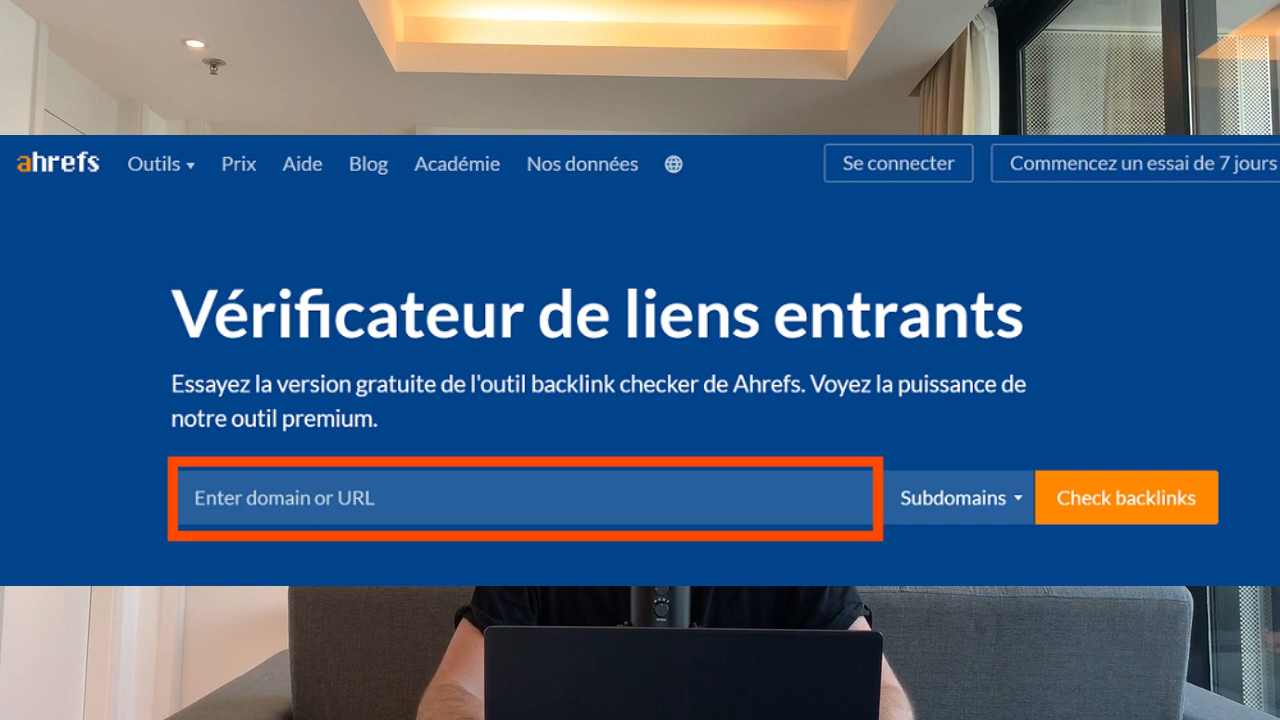 ahrefs Outils Prix Aide Blog Académie Nos données Se connecter Commencez un essai de 7 jours
Vérificateur de liens entrants
Essayez la version gratuite de l'outil backlink checker de Ahrefs. Voyez la puissance de
notre outil premium.
Enter domain or URL Subdomains Check backlinks